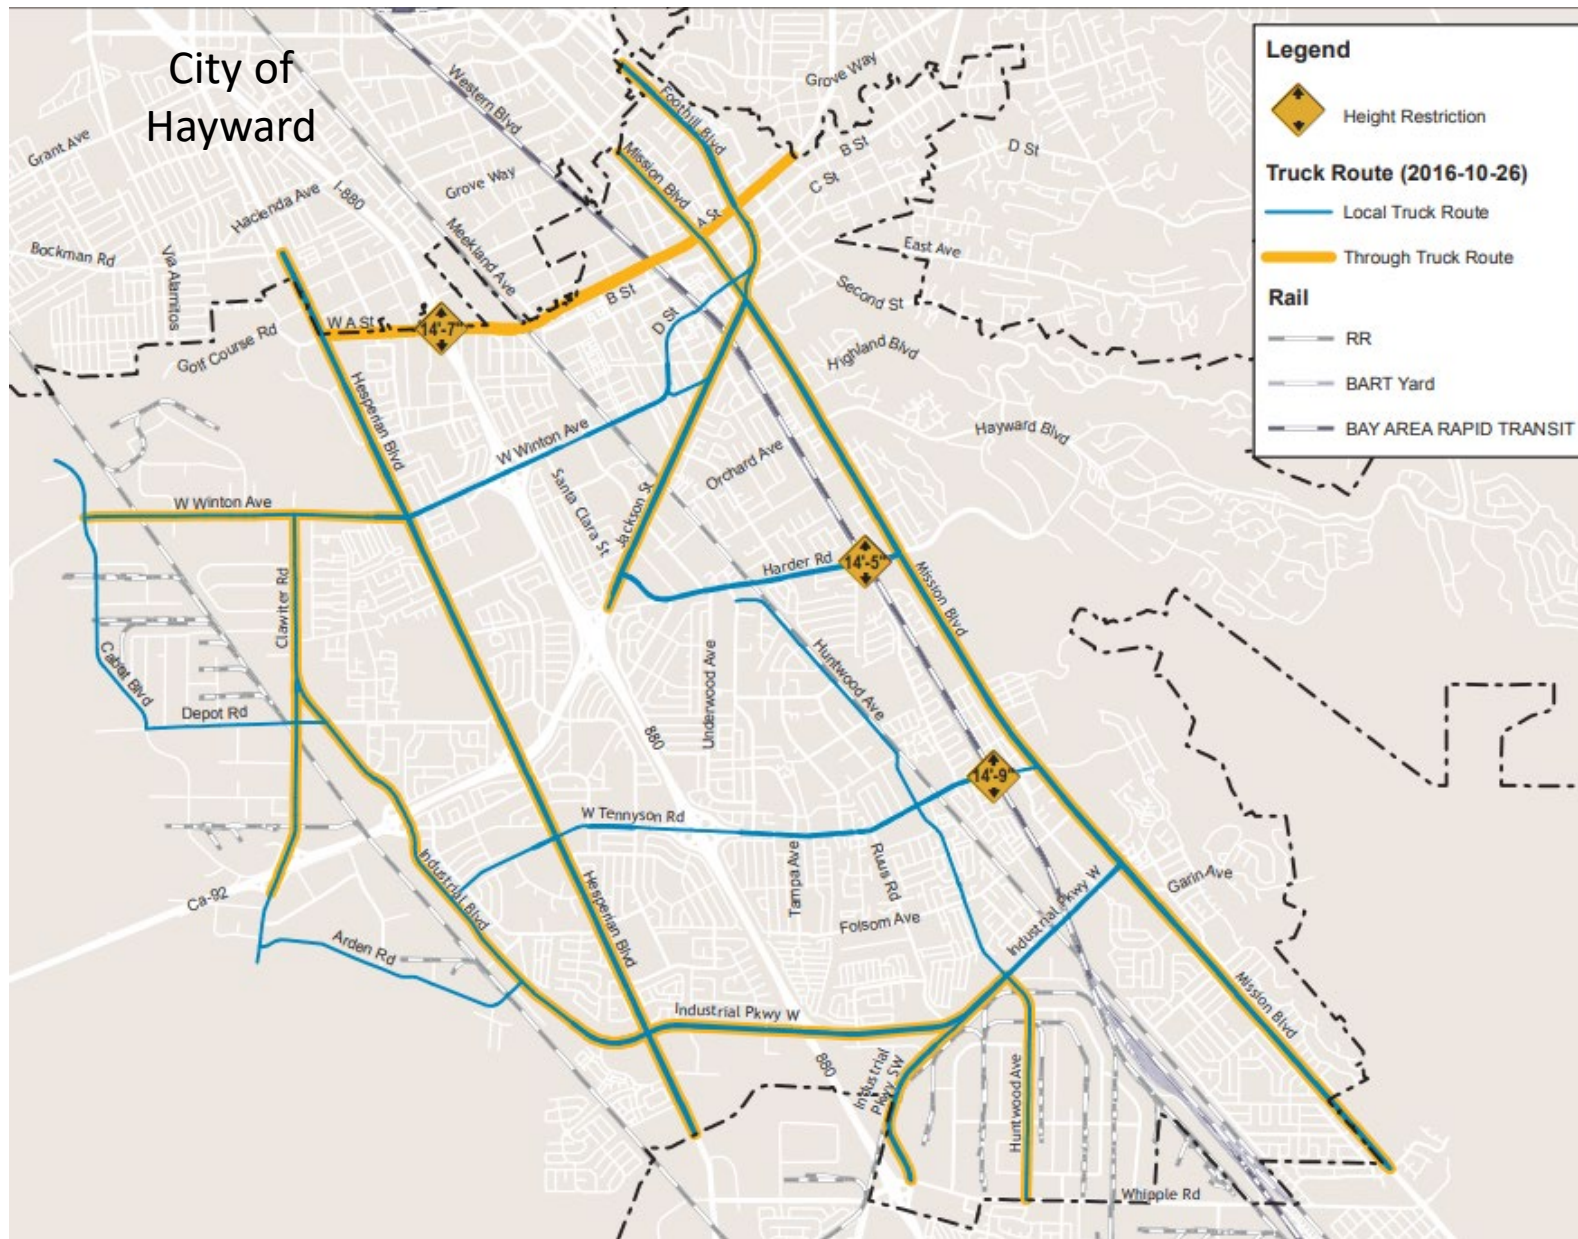 City of
Hayward
Legend
Height Restriction
Truck Route (2016-10-26)
Local Truck Route
Through Truck Route
Rail
RR
BART Yard
BAY AREA RAPID TRANSIT
Grant Ave
Western Blvd
Foothill Blvd
Grove Way
B St
D St
C St
Mission Blvd
Grove Way
I-880
Hacienda Ave
A St
Meekland Ave
Bockman Rd
Via Alamitos
East Ave
Second St
B St
W A St
14'-7"
D St
Golf Course Rd
Highland Blvd
Hesperian Blvd
Hayward Blvd
W Winton Ave
Orchard Ave
W Winton Ave
Santa Clara St
Jackson St
Harder Rd
14'-5"
Mission Blvd
Clawiter Rd
Cabot Blvd
Huntwood Ave
Underwood Ave
Depot Rd
880
14'-9"
W Tennyson Rd
Tampa Ave
Ruus Rd
Garin Ave
Ca-92
Industrial Blvd
Hesperian Blvd
Folsom Ave
Industrial Pkwy W
Arden Rd
Mission Blvd
Industrial Pkwy W
880
Industrial
Pkwy SW
Huntwood Ave
Whipple Rd